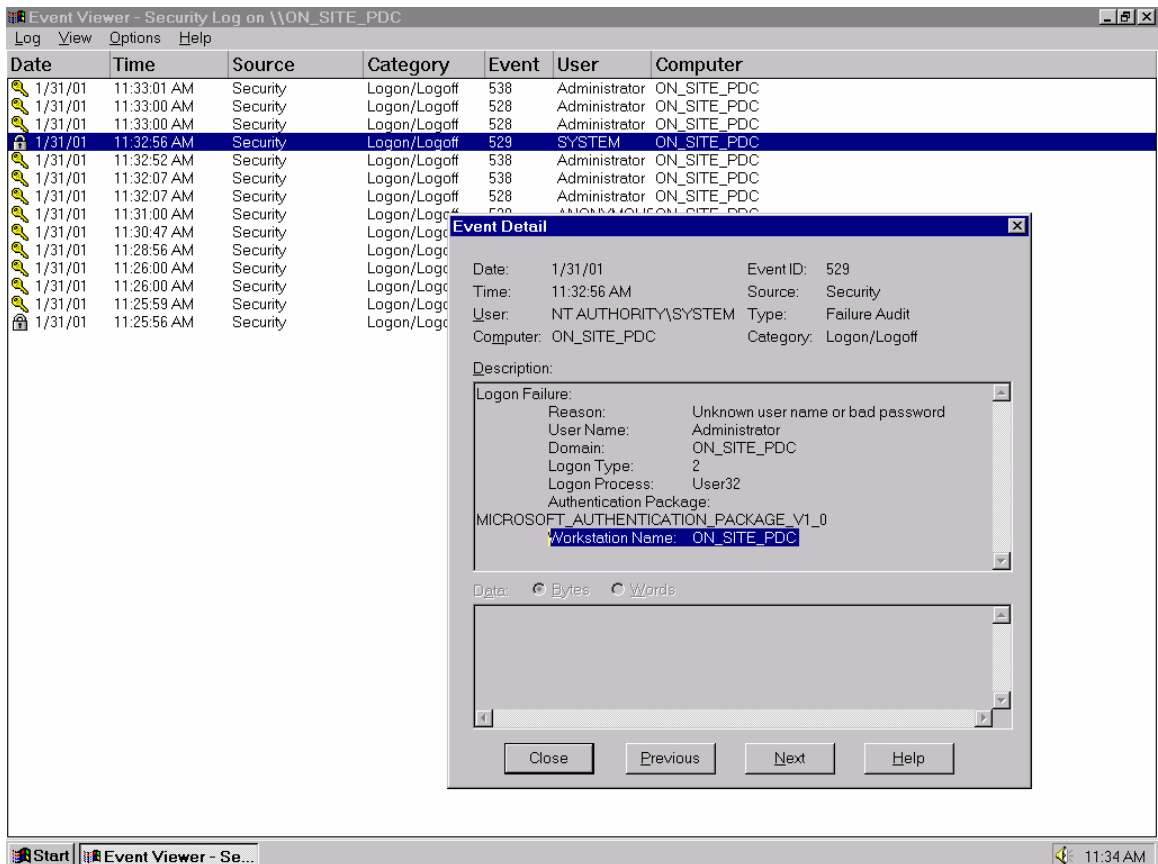 Event Viewer - Security Log on \\ON_SITE_PDC
Log View Options Help
Date Time Source Category Event User Computer
1/31/01 11:33:01 AM Security Logon/Logoff 538 Administrator ON_SITE_PDC
1/31/01 11:33:00 AM Security Logon/Logoff 528 Administrator ON_SITE_PDC
1/31/01 11:33:00 AM Security Logon/Logoff 528 Administrator ON_SITE_PDC
1/31/01 11:32:56 AM Security Logon/Logoff 529 SYSTEM ON_SITE_PDC
1/31/01 11:32:52 AM Security Logon/Logoff 538 Administrator ON_SITE_PDC
1/31/01 11:32:07 AM Security Logon/Logoff 538 Administrator ON_SITE_PDC
1/31/01 11:32:07 AM Security Logon/Logoff 528 Administrator ON_SITE_PDC
1/31/01 11:31:00 AM Security ON_SITE_PDC
1/31/01 11:30:47 AM Security
1/31/01 11:28:56 AM Security
1/31/01 11:26:00 AM Security
1/31/01 11:26:00 AM Security
1/31/01 11:25:59 AM Security
1/31/01 11:25:56 AM Security
Event Detail
Date: 1/31/01 Event ID: 529
Time: 11:32:56 AM Source: Security
User: NT AUTHORITY\SYSTEM Type: Failure Audit
Computer: ON_SITE_PDC Category: Logon/Logoff
Description:
Logon Failure:
Reason: Unknown user name or bad password
User Name: Administrator
Domain: ON_SITE_PDC
Logon Type: 2
Logon Process: User32
Authentication Package:
MICROSOFT_AUTHENTICATION_PACKAGE_V1_0
Workstation Name: ON_SITE_PDC
Data: Bytes Words
Close Previous Next Help
Start Event Viewer - Se... 11:34 AM